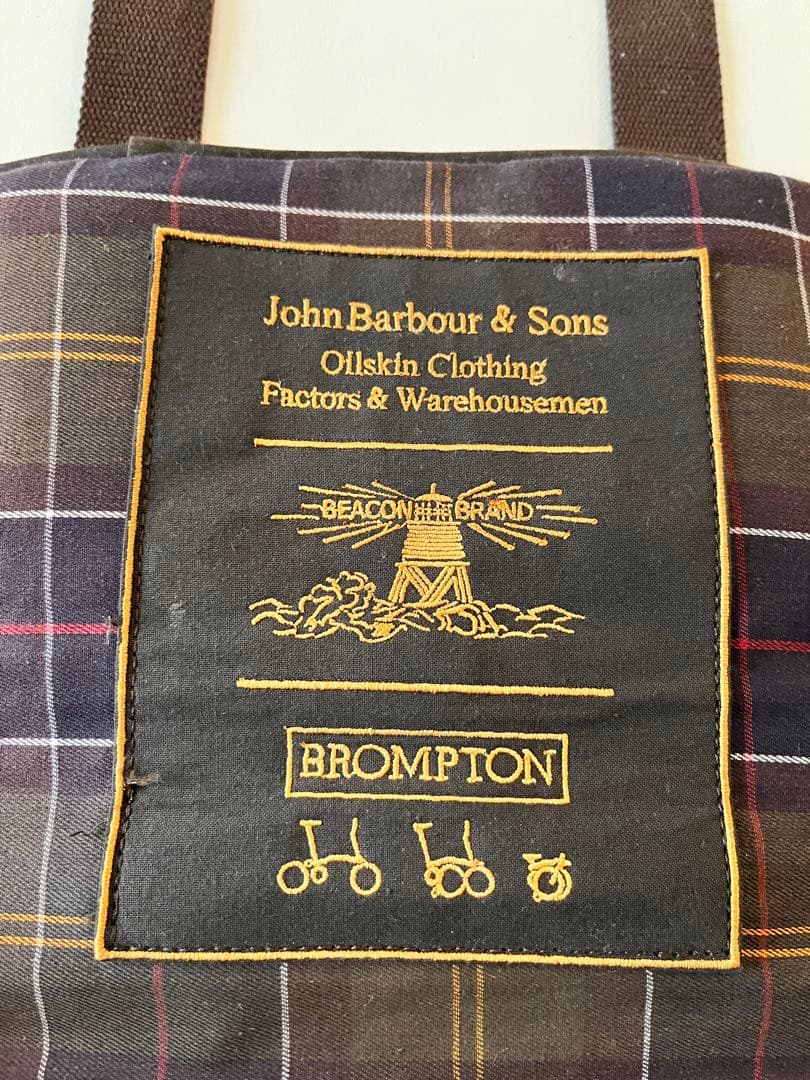 John Barbour & Sons
Oilskin Clothing
Factors & Warehousemen
BEACON BRAND
BROMPTON